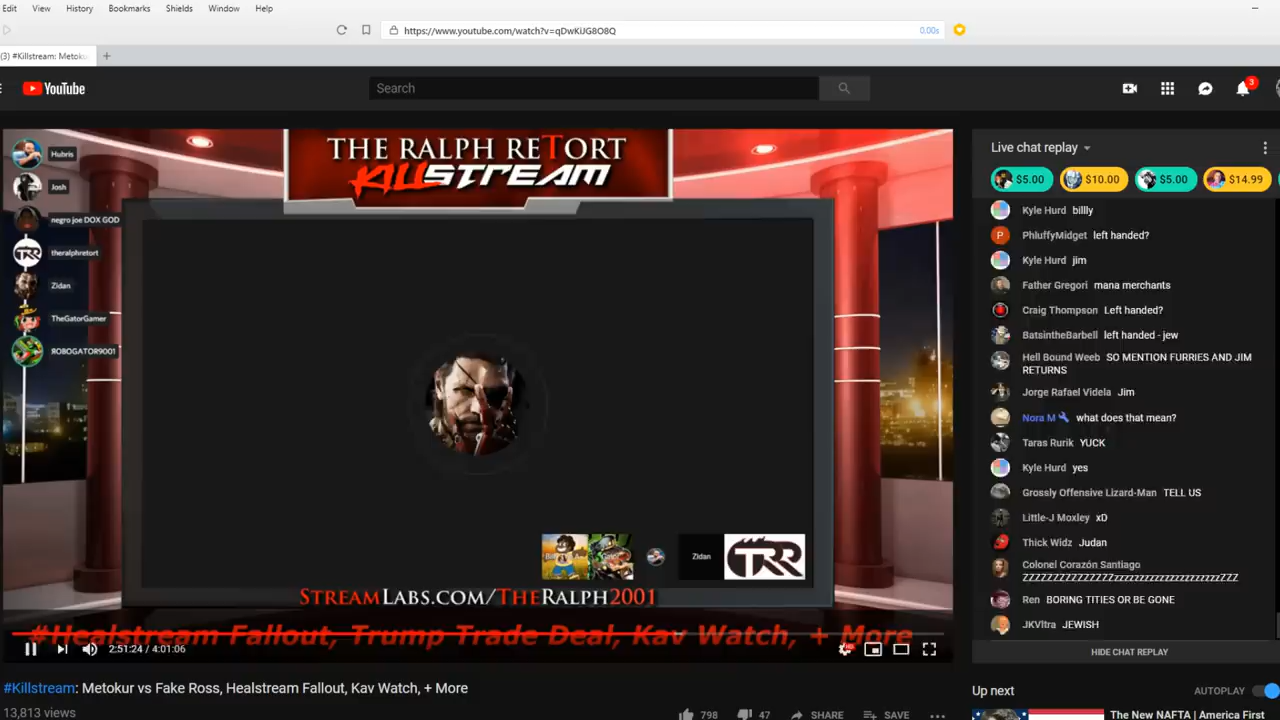 Edit View History Bookmarks Shields Window Help
https://www.youtube.com/watch?v=qDwKiJG8O8Q 0.00s
(3) #Killstream: Metoku
YouTube
Search
3
THE RALPH RETORT
KILLSTREAM
Hubris
Josh
negro joe DOX GOD
theralphretort
Zidan
TheGatorGamer
ROBOGATOR9001
Zidan
TRR
STREAMLABS.COM/THERALPH2001
#Healstream Fallout, Trump Trade Deal, Kav Watch, + More
2:51:24 / 4:01:06
HD
#Killstream: Metokur vs Fake Ross, Healstream Fallout, Kav Watch, + More
13,813 views
798 47 SHARE SAVE
Live chat replay
$5.00 $10.00 $5.00 $14.99
Kyle Hurd billly
PhluffyMidget left handed?
Kyle Hurd jim
Father Gregori mana merchants
Craig Thompson Left handed?
BatsintheBarbell left handed - jew
Hell Bound Weeb SO MENTION FURRIES AND JIM
RETURNS
Jorge Rafael Videla Jim
Nora M what does that mean?
Taras Rurik YUCK
Kyle Hurd yes
Grossly Offensive Lizard-Man TELL US
Little-J Moxley xD
Thick Widz Judan
Colonel Corazón Santiago
ZZZZZZZZZZZZZZzzzzzzzzzzzzzzzzzzzzzZZZ
Ren BORING TITIES OR BE GONE
JKVltra JEWISH
HIDE CHAT REPLAY
Up next
AUTOPLAY
The New NAFTA | America First